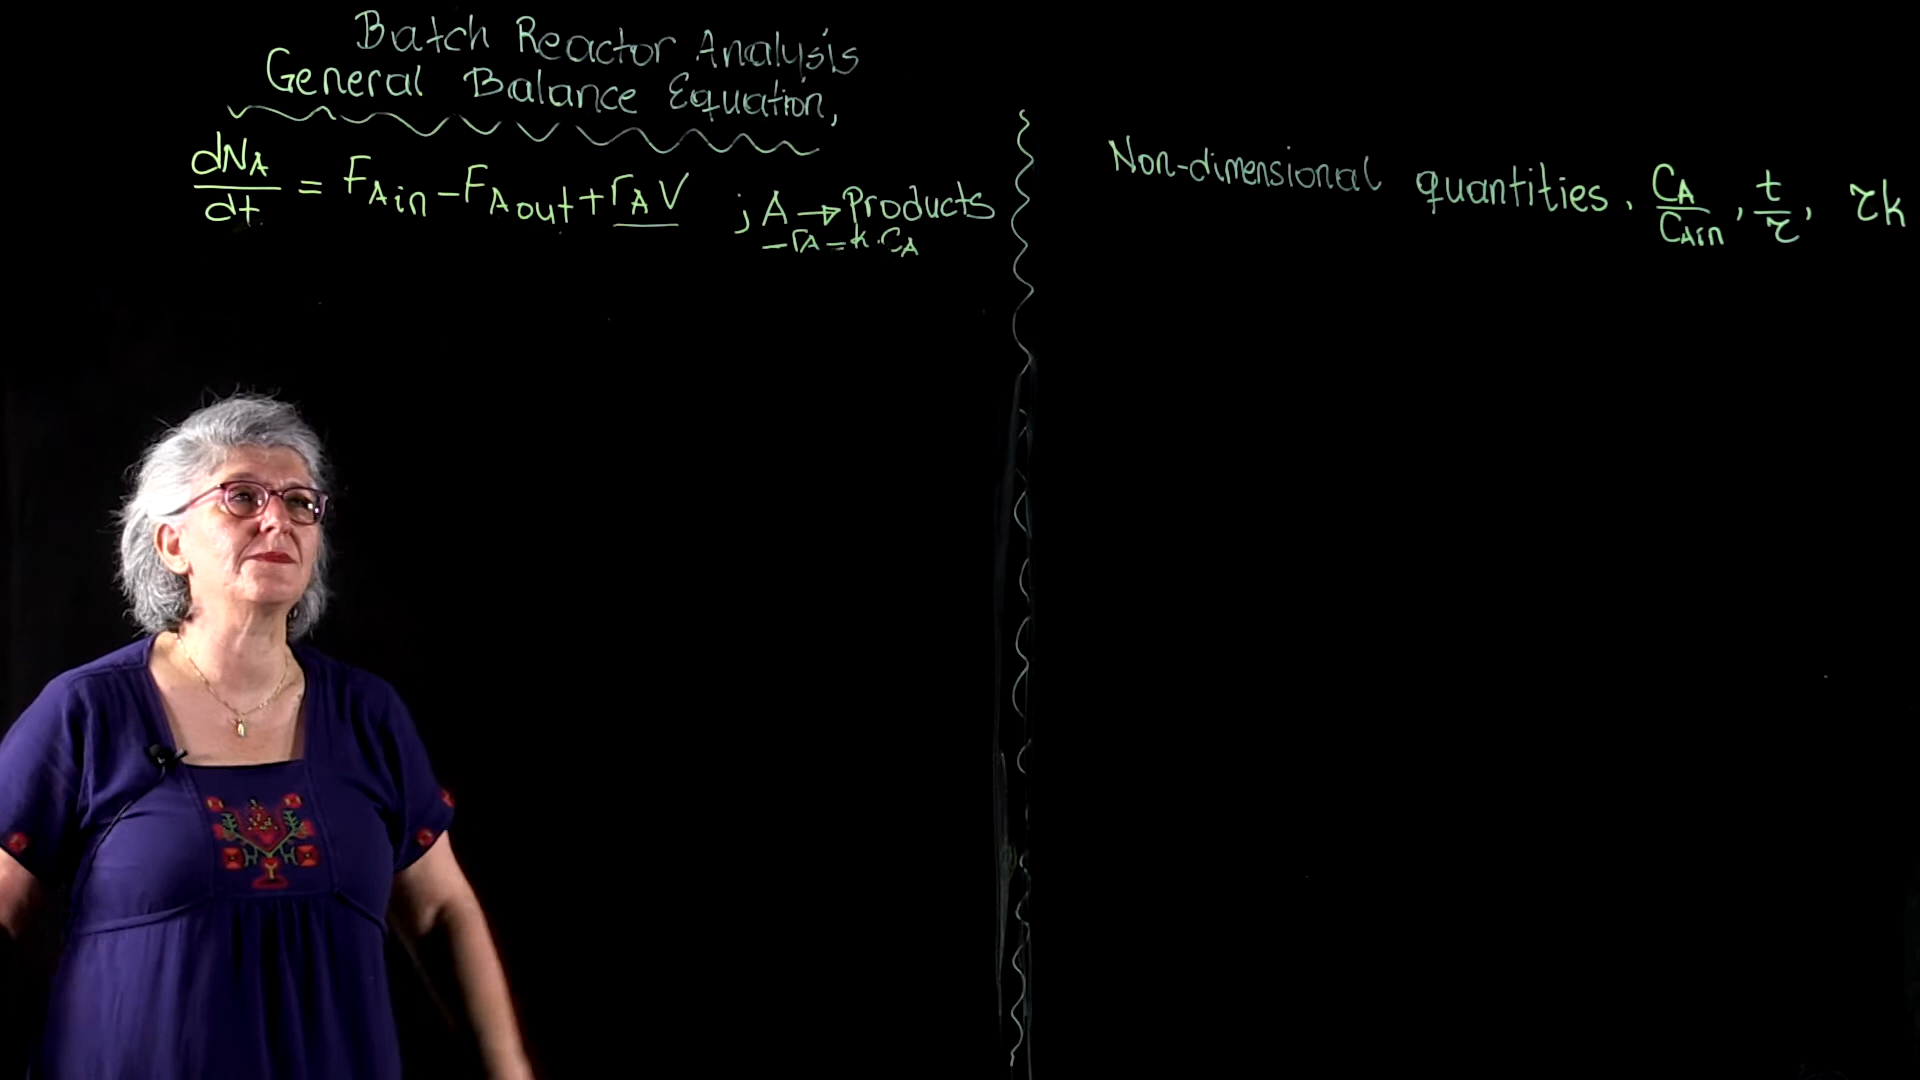 Batch Reactor Analysis
General Balance Equation,
dNA/dt = FAin - FAout + rAV ; A → Products
-rA = k.CA
Non-dimensional quantities. CA/CAin, t/τ, τk